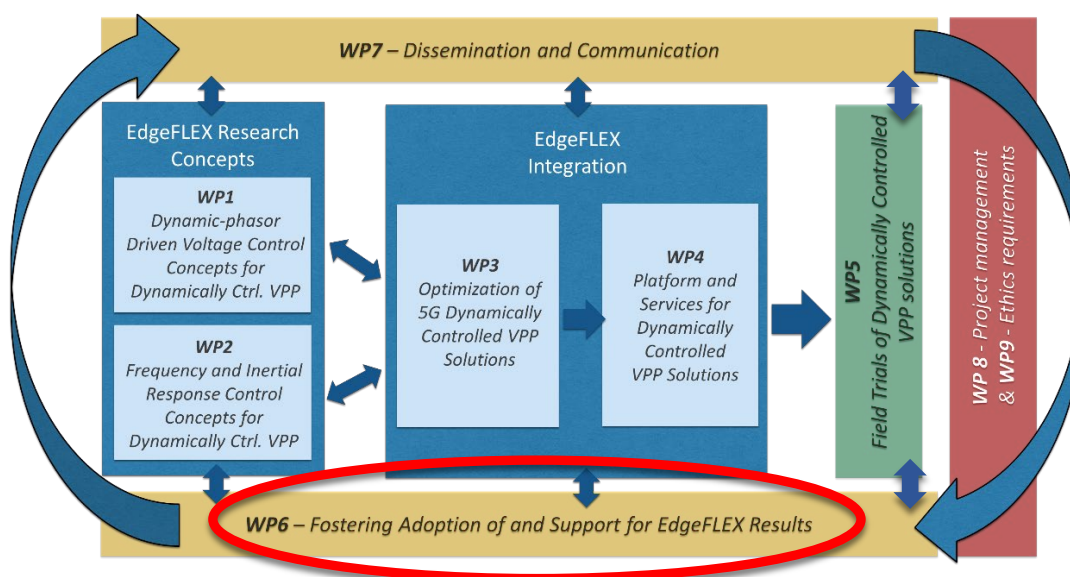 WP7 – Dissemination and Communication
EdgeFLEX Research
Concepts
WP1
Dynamic-phasor
Driven Voltage Control
Concepts for
Dynamically Ctrl. VPP
WP2
Frequency and Inertial
Response Control
Concepts for
Dynamically Ctrl. VPP
EdgeFLEX
Integration
WP3
Optimization of
5G Dynamically
Controlled VPP
Solutions
WP4
Platform and
Services for
Dynamically
Controlled
VPP Solutions
WP5
Field Trials of Dynamically Controlled
VPP solutions
WP 8 - Project management
& WP9 - Ethics requirements
WP6 – Fostering Adoption of and Support for EdgeFLEX Results